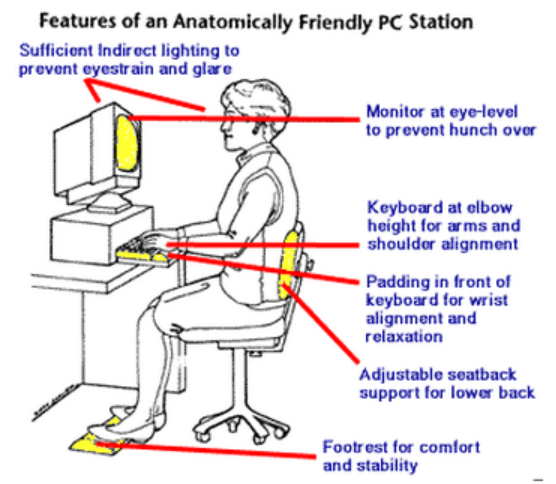 Features of an Anatomically Friendly PC Station
Sufficient Indirect lighting to
prevent eyestrain and glare
Monitor at eye-level
to prevent hunch over
Keyboard at elbow
height for arms and
shoulder alignment
Padding in front of
keyboard for wrist
alignment and
relaxation
Adjustable seatback
support for lower back
Footrest for comfort
and stability